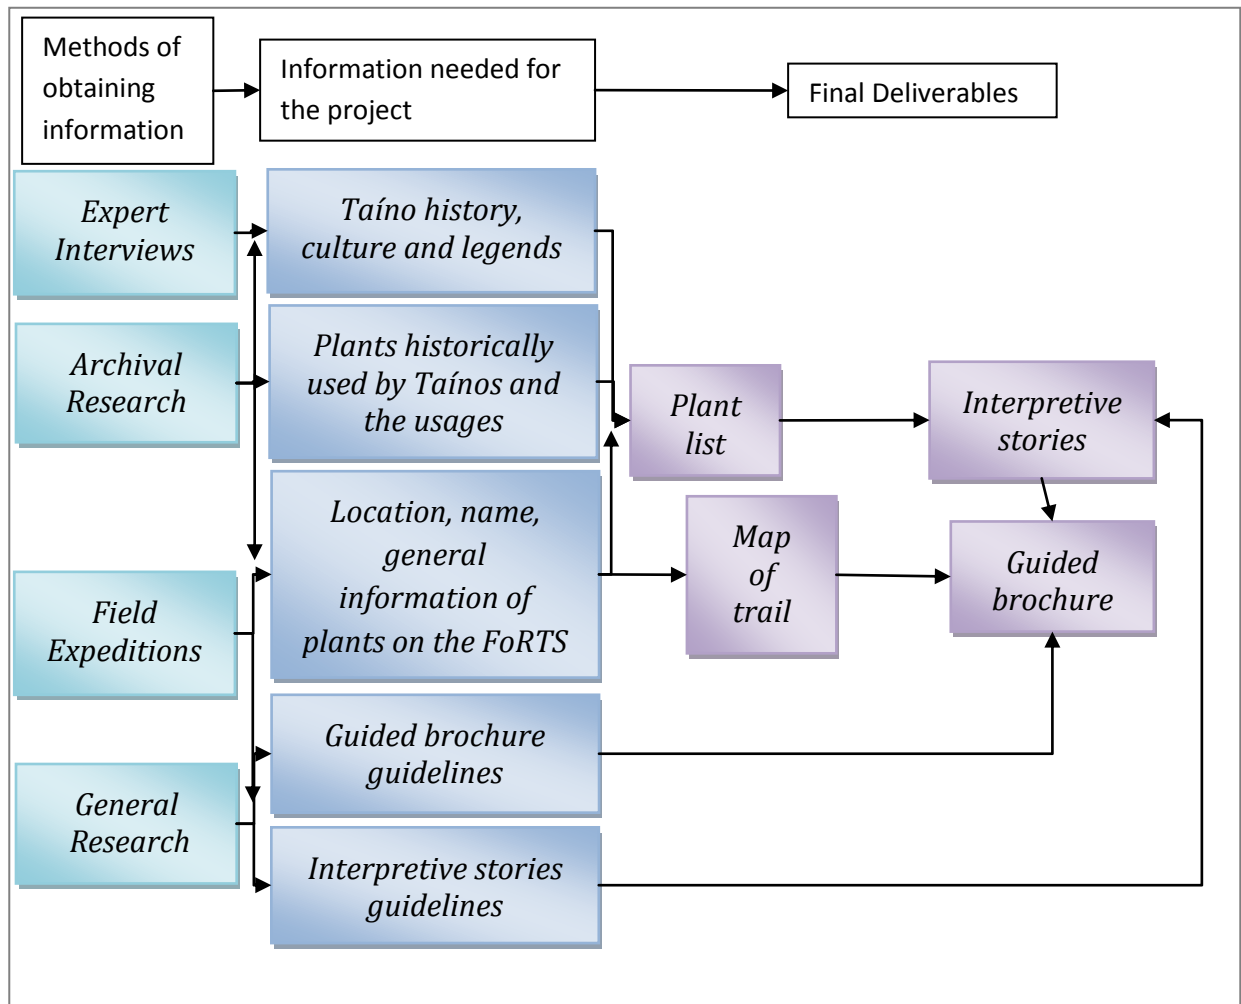 Methods of
obtaining
information
Information needed for
the project
Final Deliverables
Expert
Interviews
Taíno history,
culture and legends
Archival
Research
Plants historically
used by Taínos and
the usages
Plant
list
Interpretive
stories
Field
Expeditions
Location, name,
general
information of
plants on the FoRTS
Map
of
trail
Guided
brochure
General
Research
Guided brochure
guidelines
Interpretive stories
guidelines